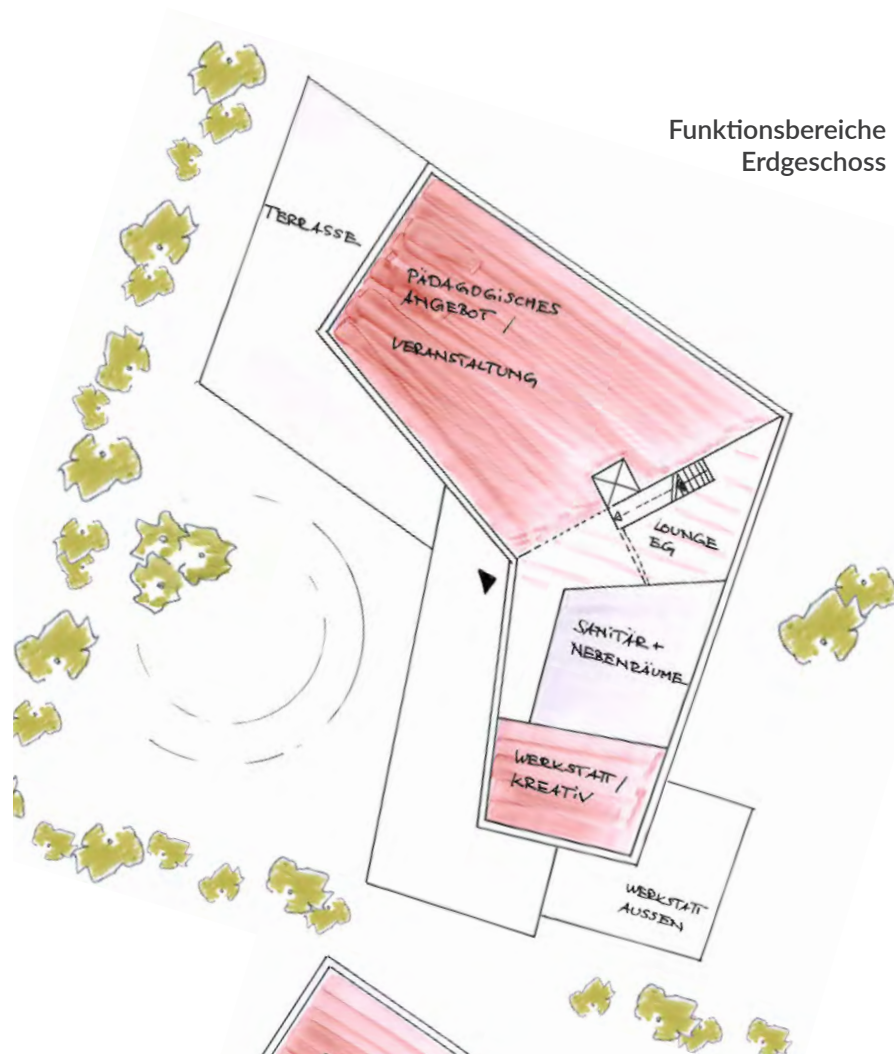 Funktionsbereiche
Erdgeschoss
TERRASSE
PÄDAGOGISCHES
ANGEBOT /
VERANSTALTUNG
LOUNGE
EG
SANITÄR +
NEBENRÄUME
WERKSTATT /
KREATIV
WERKSTATT
AUSSEN